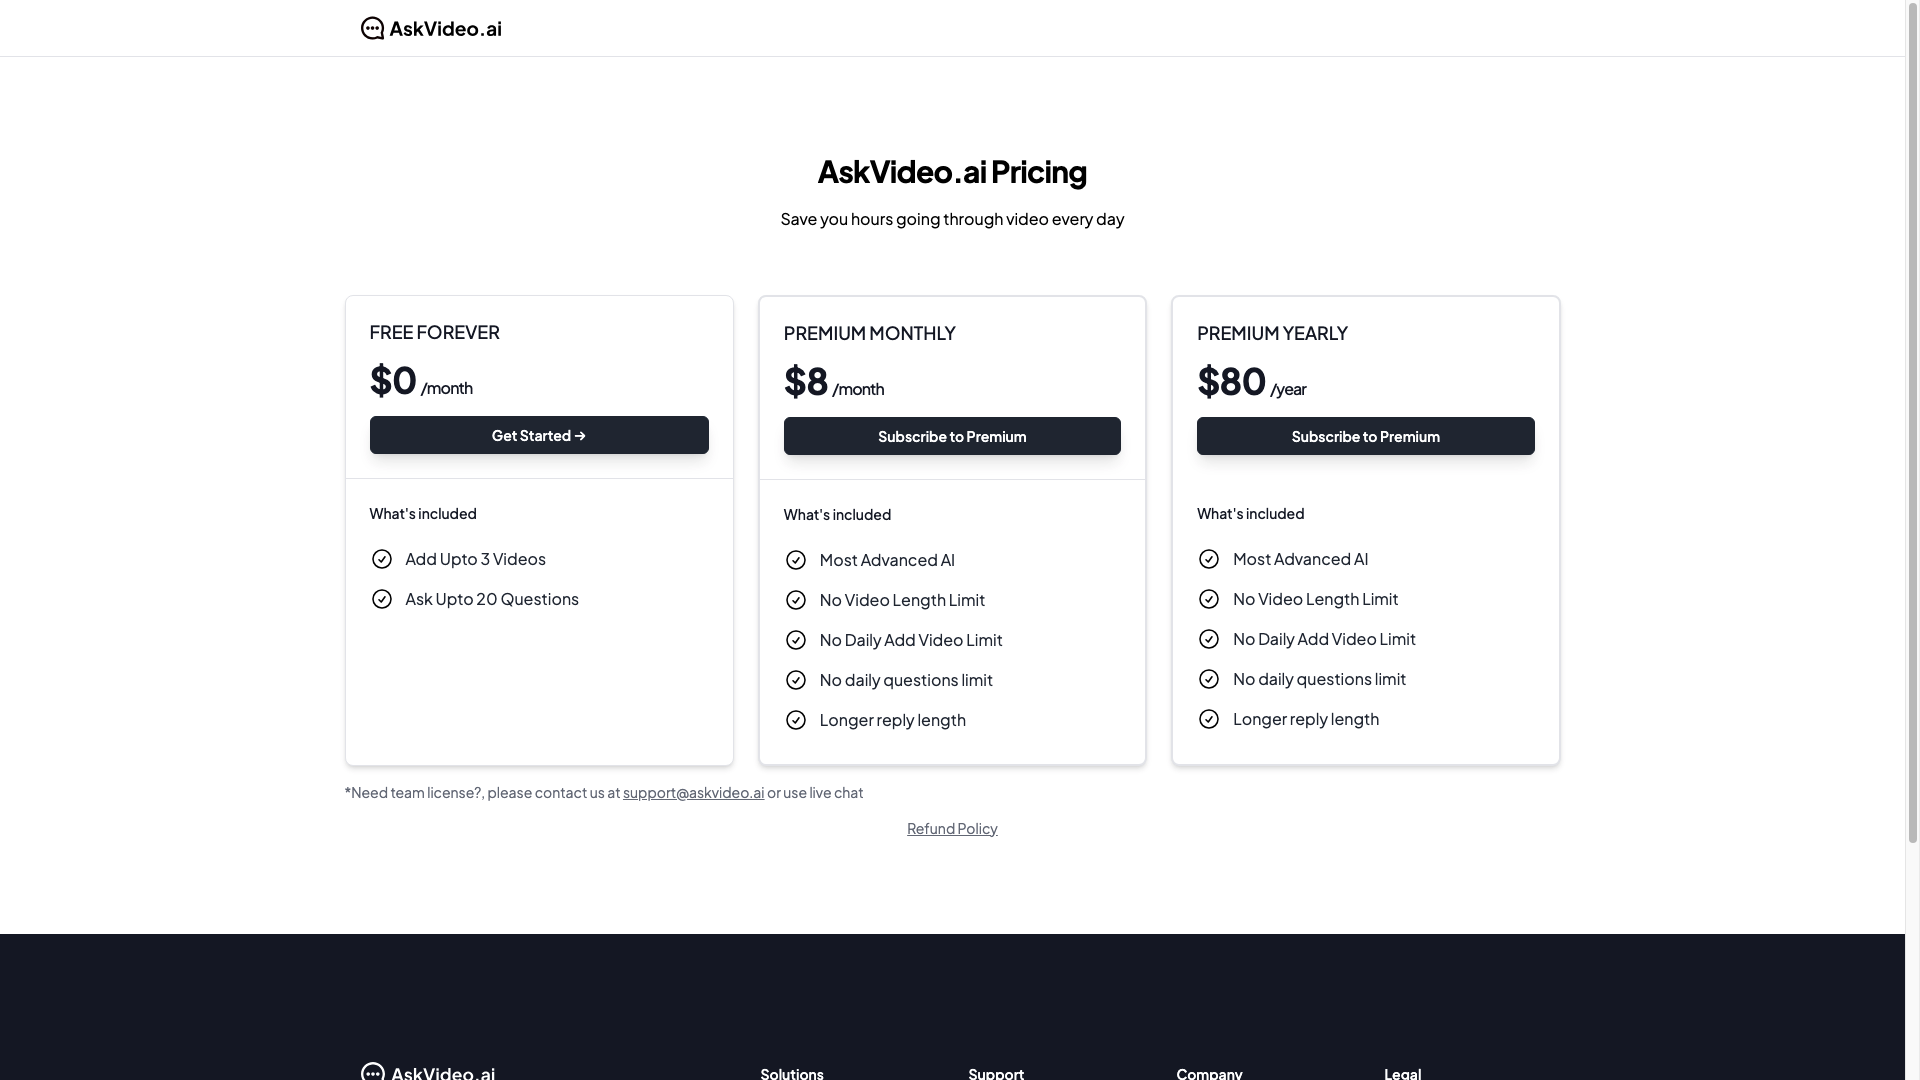 AskVideo.ai
AskVideo.ai Pricing
Save you hours going through video every day
FREE FOREVER
$0 /month
Get Started →
What's included
Add Upto 3 Videos
Ask Upto 20 Questions
PREMIUM MONTHLY
$8 /month
Subscribe to Premium
What's included
Most Advanced AI
No Video Length Limit
No Daily Add Video Limit
No daily questions limit
Longer reply length
PREMIUM YEARLY
$80 /year
Subscribe to Premium
What's included
Most Advanced AI
No Video Length Limit
No Daily Add Video Limit
No daily questions limit
Longer reply length
*Need team license?, please contact us at support@askvideo.ai or use live chat
Refund Policy
AskVideo.ai
Solutions
Support
Company
Legal